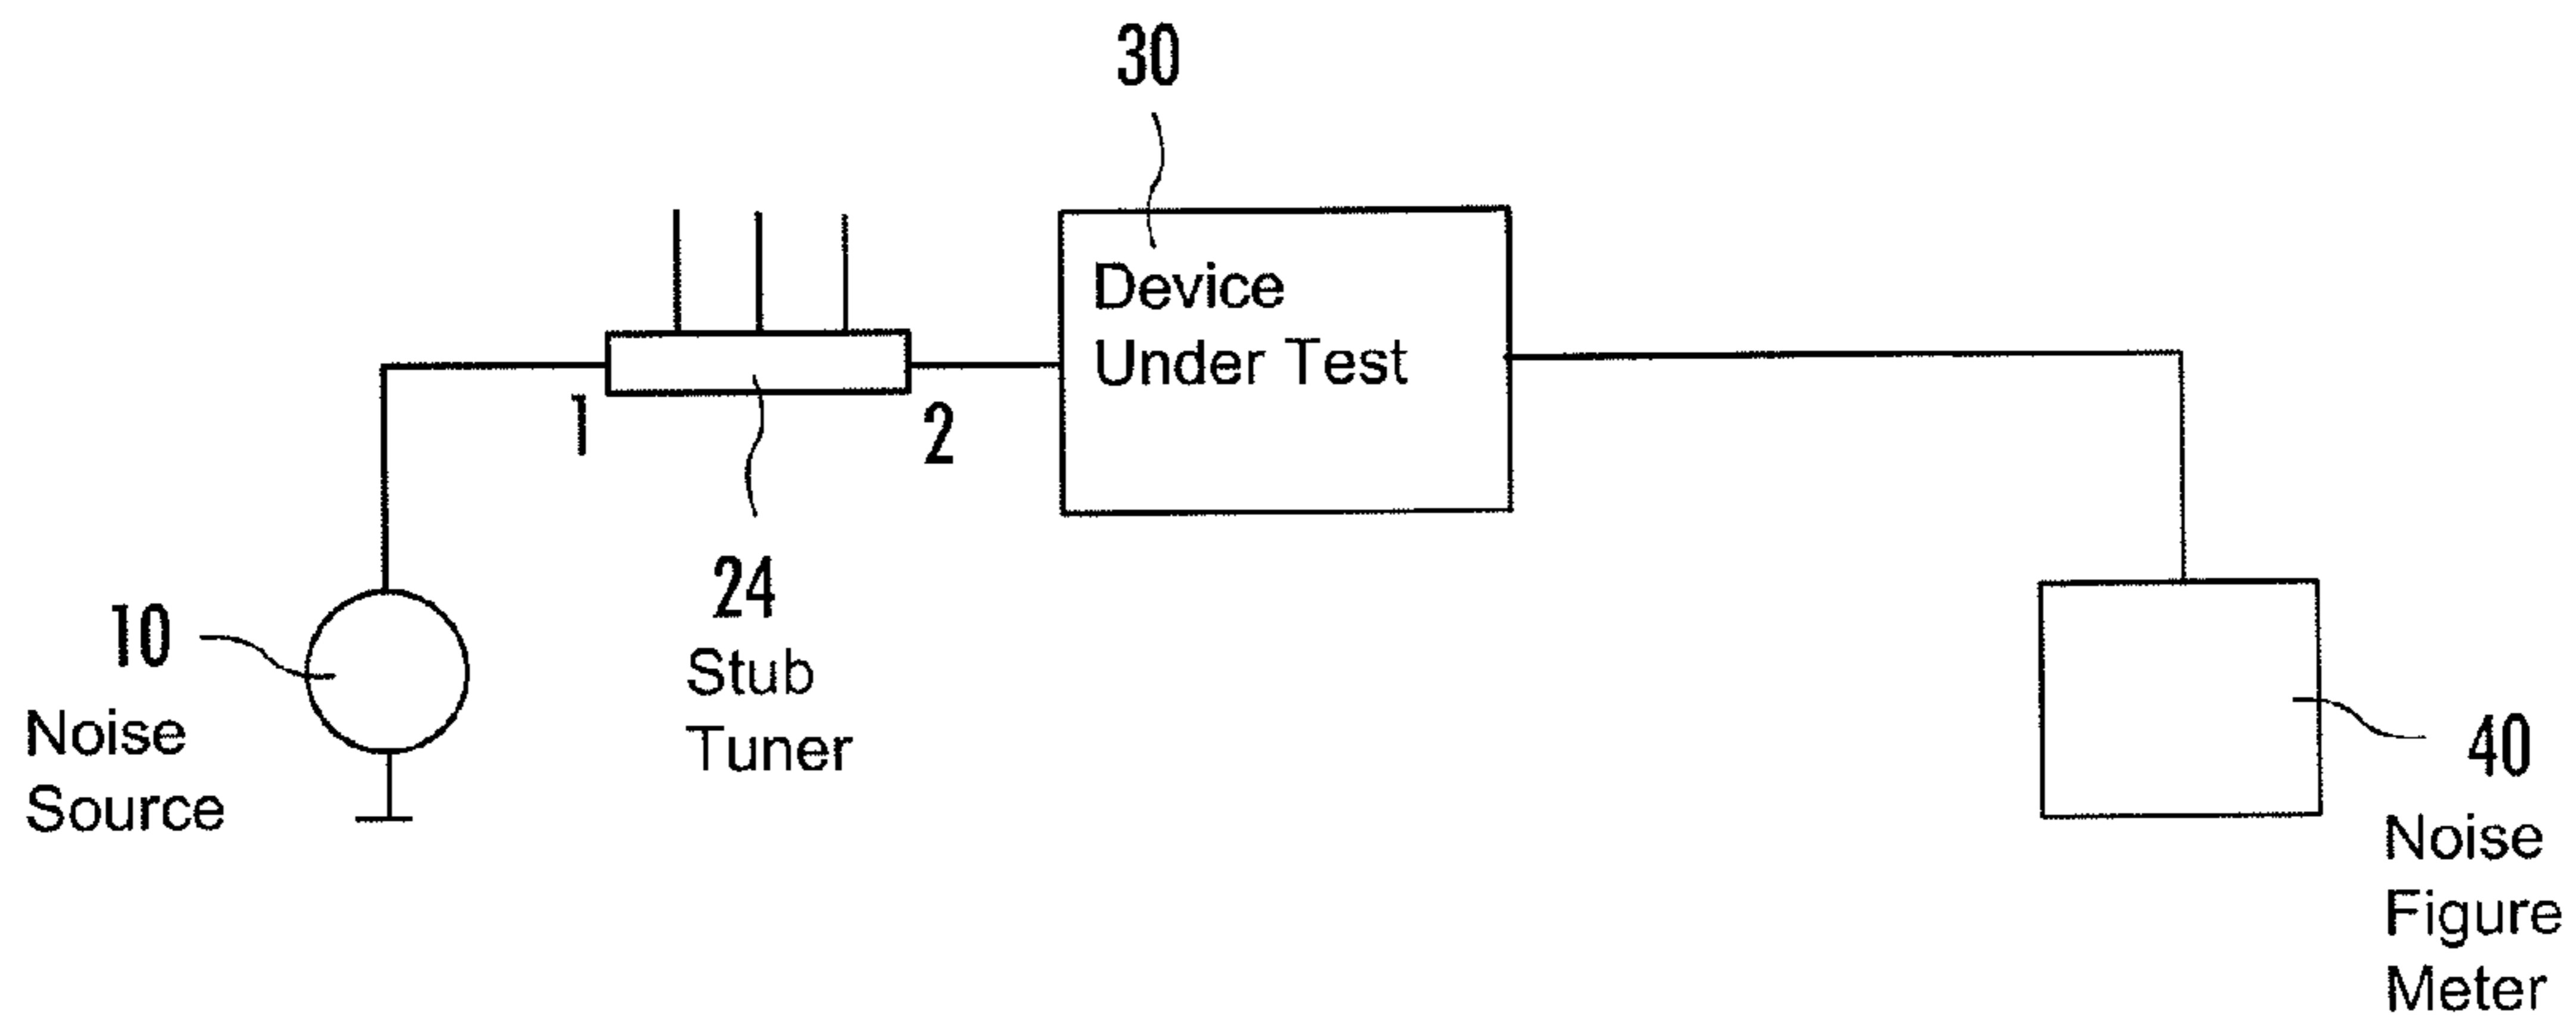 30
Device
Under Test
1
2
24
Stub
Tuner
10
Noise
Source
40
Noise
Figure
Meter